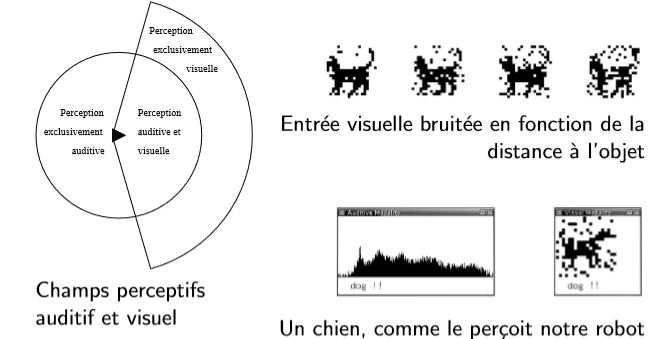 Perception
exclusivement
visuelle
Perception
exclusivement
auditive
Perception
auditive et
visuelle
Champs perceptifs
auditif et visuel
Entrée visuelle bruitée en fonction de la
distance à l'objet
Auditive Modality
dog !!
Visual Modality
dog !!
Un chien, comme le perçoit notre robot